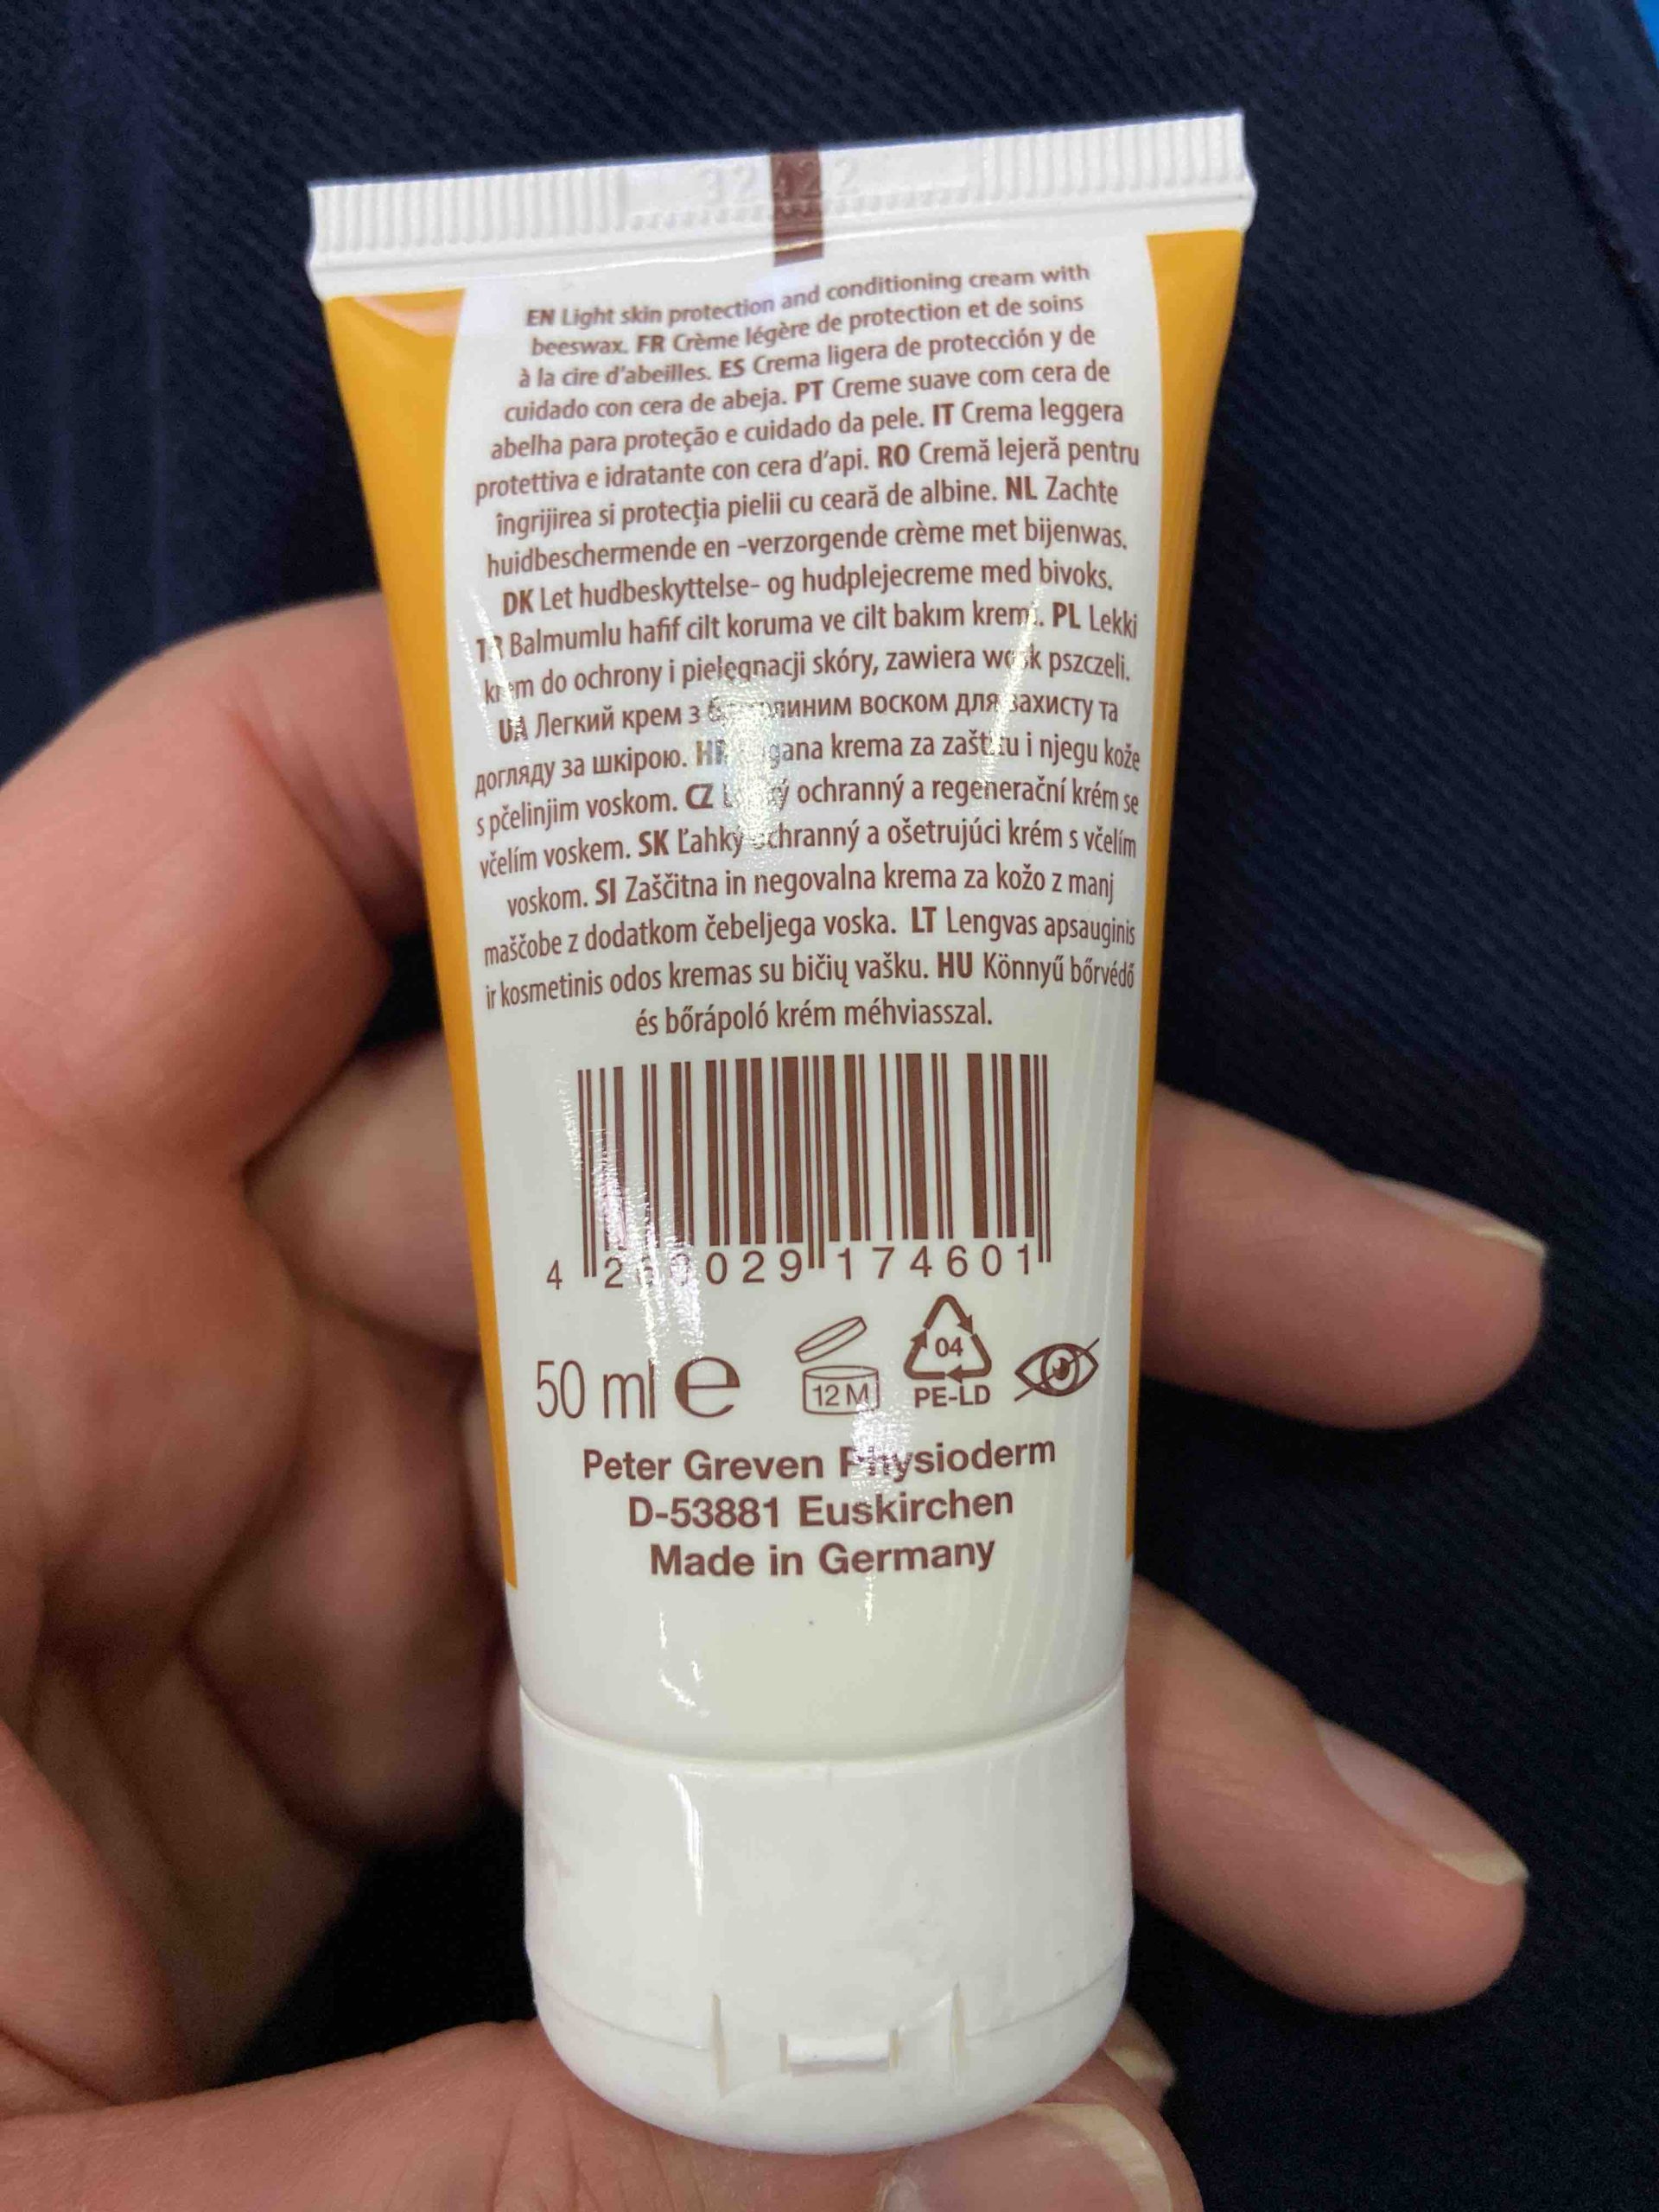 32422
EN Light skin protection and conditioning cream with
beeswax. FR Crème légère de protection et de soins
à la cire d'abeilles. ES Crema ligera de protección y de
cuidado con cera de abeja. PT Creme suave com cera de
abelha para proteção e cuidado da pele. IT Crema leggera
protettiva e idratante con cera d'api. RO Cremă lejeră pentru
îngrijirea si protecția pielii cu ceară de albine. NL Zachte
huidbeschermende en -verzorgende crème met bijenwas.
DK Let hudbeskyttelse- og hudplejecreme med bivoks.
TR Balmumlu hafif cilt koruma ve cilt bakım kremi. PL Lekki
krem do ochrony i pielęgnacji skóry, zawiera wosk pszczeli.
UA Легкий крем з воском для захисту та
догляду за шкірою. HR krema za zaštitu i njegu kože
s pčelinjim voskom. CZ ochranný a regenerační krém se
včelím voskem. SK Ľahký ochranný a ošetrujúci krém s včelím
voskom. SI Zaščitna in negovalna krema za kožo z manj
maščobe z dodatkom čebeljega voska. LT Lengvas apsauginis
ir kosmetinis odos kremas su bičių vašku. HU Könnyű bőrvédő
és bőrápoló krém méhviasszal.
4 029 174601
50 ml e 12 M 04 PE-LD
Peter Greven Physioderm
D-53881 Euskirchen
Made in Germany